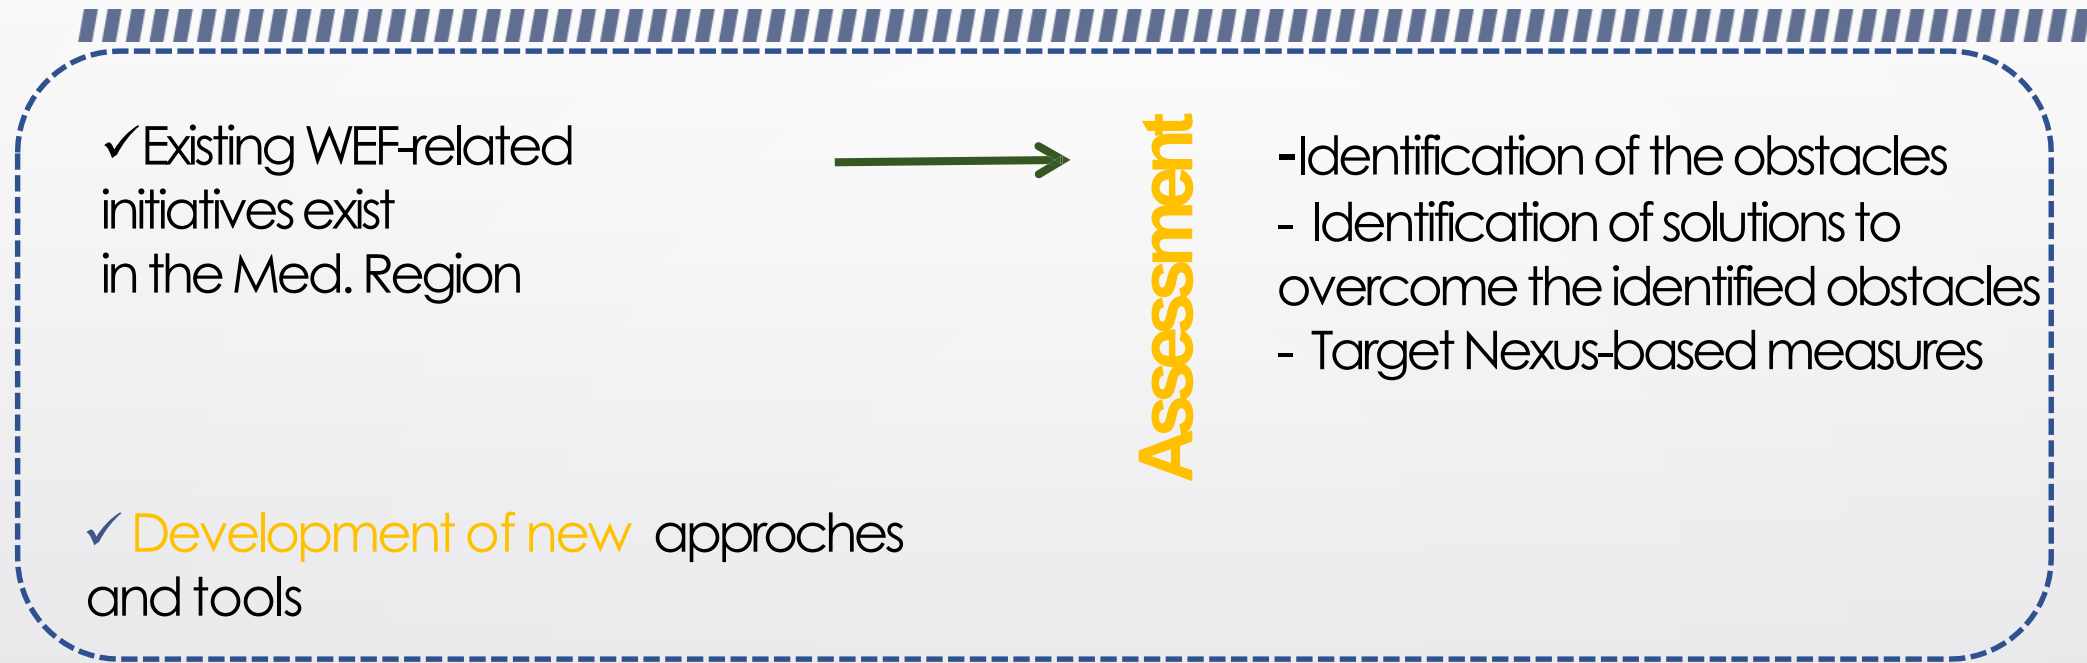 ✓Existing WEF-related
initiatives exist
in the Med. Region
Assessment
-Identification of the obstacles
- Identification of solutions to
overcome the identified obstacles
- Target Nexus-based measures
✓ Development of new approches
and tools